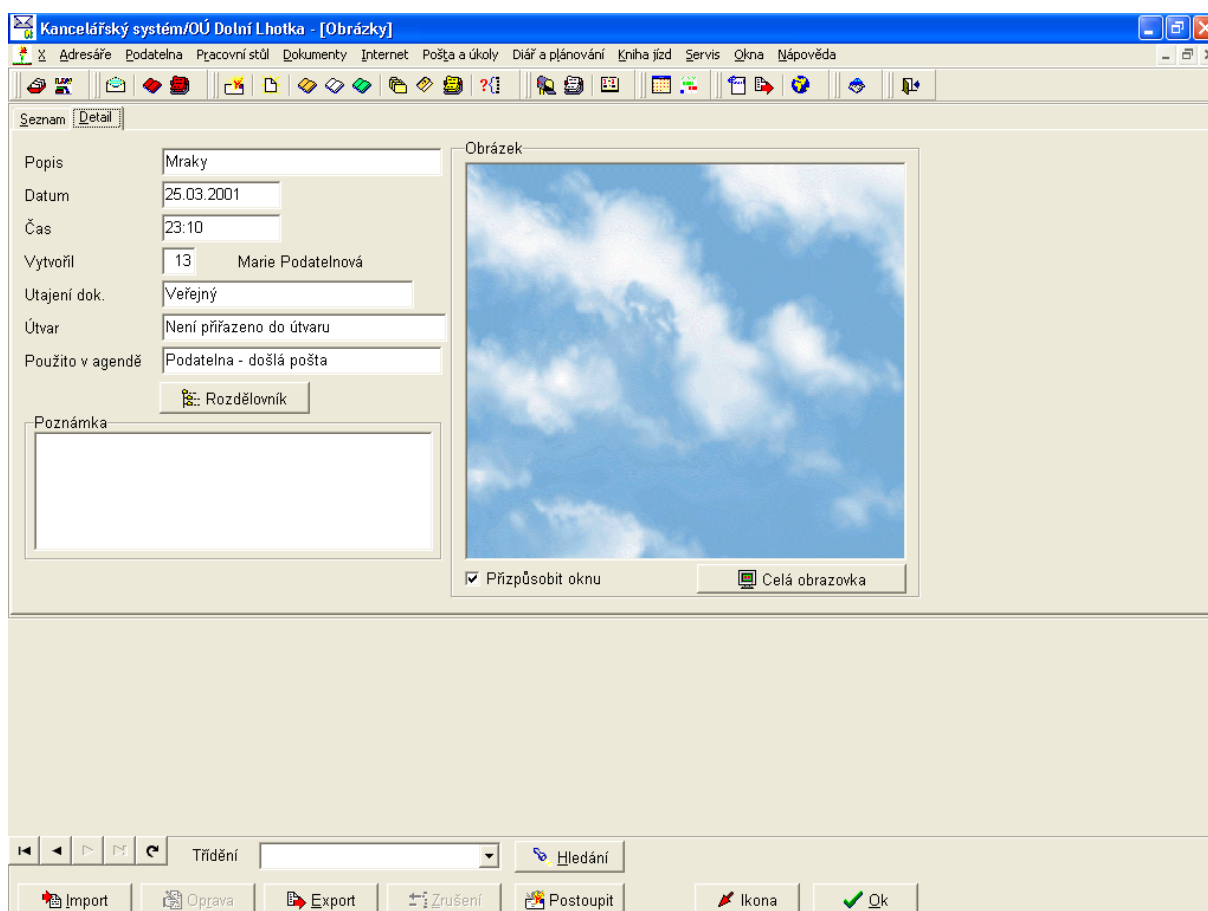 Kancelářský systém/OÚ Dolní Lhotka - [Obrázky]
X Adresáře Podatelna Pracovní stůl Dokumenty Internet Pošta a úkoly Diář a plánování Kniha jízd Servis Okna Nápověda
Seznam Detail
Popis Mraky
Datum 25.03.2001
Čas 23:10
Vytvořil 13 Marie Podatelnová
Utajení dok. Veřejný
Útvar Není přiřazeno do útvaru
Použito v agendě Podatelna - došlá pošta
Rozdělovník
Poznámka
Obrázek
Přizpůsobit oknu Celá obrazovka
Třídění Hledání
Import Oprava Export Zrušení Postoupit Ikona Ok